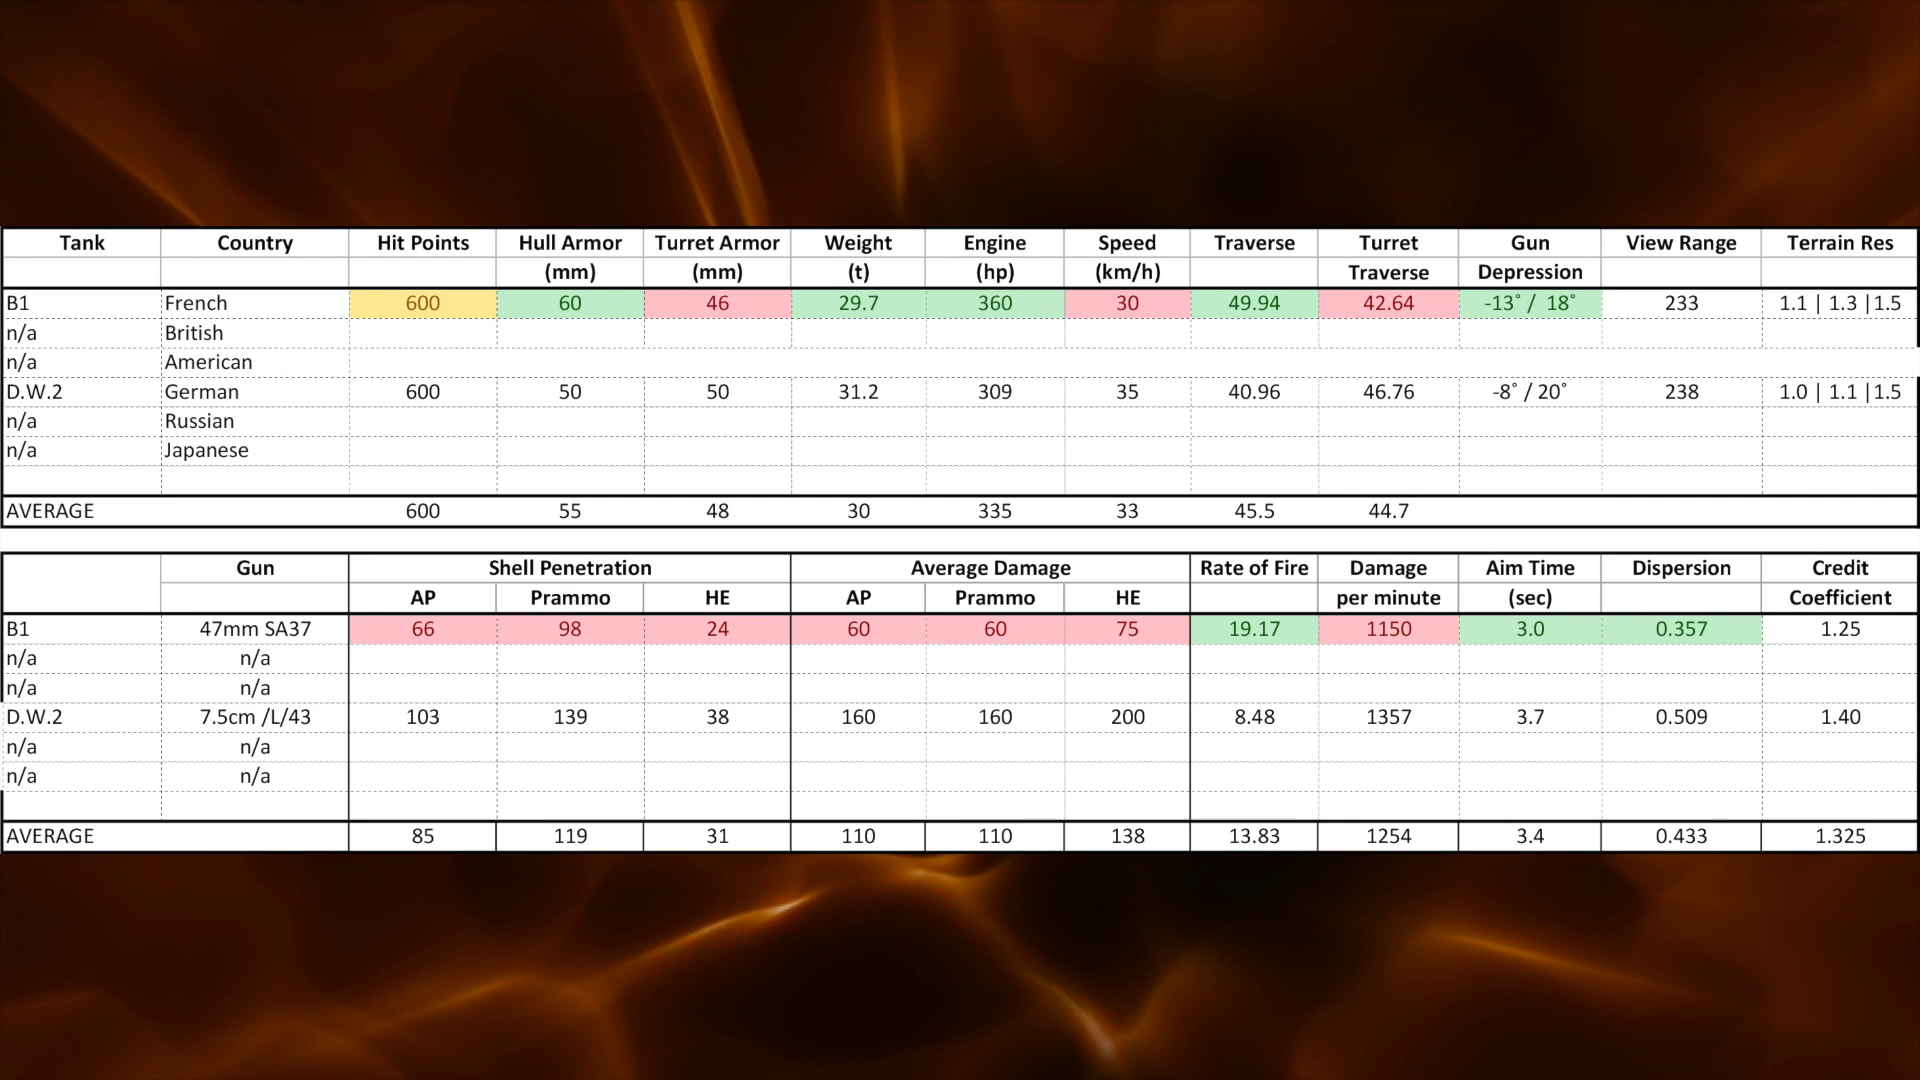 Tank Country Hit Points Hull Armor Turret Armor Weight Engine Speed Traverse Turret Gun View Range Terrain Res
(mm) (mm) (t) (hp) (km/h) Traverse Depression
B1 French 600 60 46 29.7 360 30 49.94 42.64 -13° / 18° 233 1.1 | 1.3 |1.5
n/a British
n/a American
D.W.2 German 600 50 50 31.2 309 35 40.96 46.76 -8° / 20° 238 1.0 | 1.1 |1.5
n/a Russian
n/a Japanese
AVERAGE 600 55 48 30 335 33 45.5 44.7
Gun Shell Penetration Average Damage Rate of Fire Damage Aim Time Dispersion Credit
AP Prammo HE AP Prammo HE per minute (sec) Coefficient
B1 47mm SA37 66 98 24 60 60 75 19.17 1150 3.0 0.357 1.25
n/a n/a
n/a n/a
D.W.2 7.5cm /L/43 103 139 38 160 160 200 8.48 1357 3.7 0.509 1.40
n/a n/a
n/a n/a
AVERAGE 85 119 31 110 110 138 13.83 1254 3.4 0.433 1.325